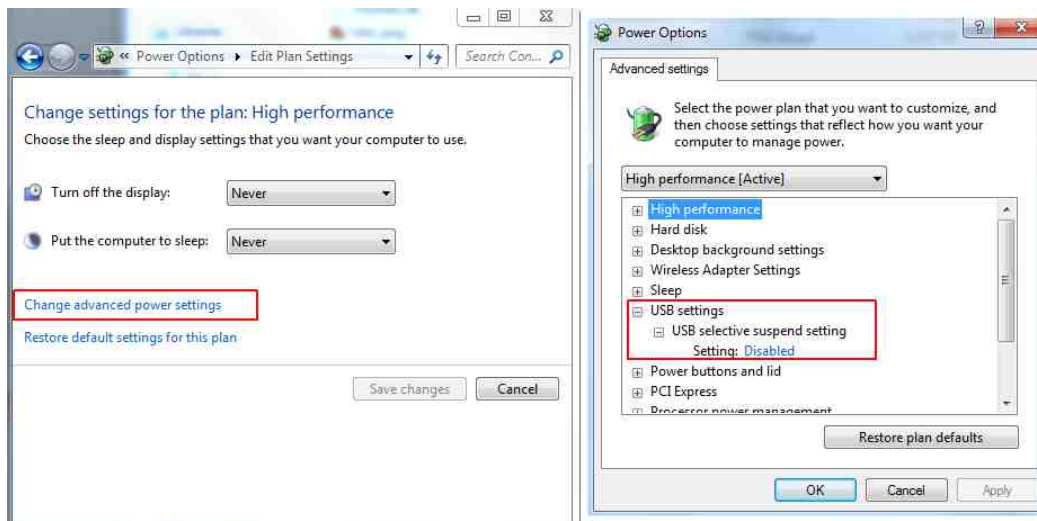 « Power Options ▸ Edit Plan Settings
Search Con...
Change settings for the plan: High performance
Choose the sleep and display settings that you want your computer to use.
Turn off the display: Never
Put the computer to sleep: Never
Change advanced power settings
Restore default settings for this plan
Save changes Cancel
Power Options
Advanced settings
Select the power plan that you want to customize, and
then choose settings that reflect how you want your
computer to manage power.
High performance [Active]
High performance
Hard disk
Desktop background settings
Wireless Adapter Settings
Sleep
USB settings
USB selective suspend setting
Setting: Disabled
Power buttons and lid
PCI Express
Processor power management
Restore plan defaults
OK Cancel Apply